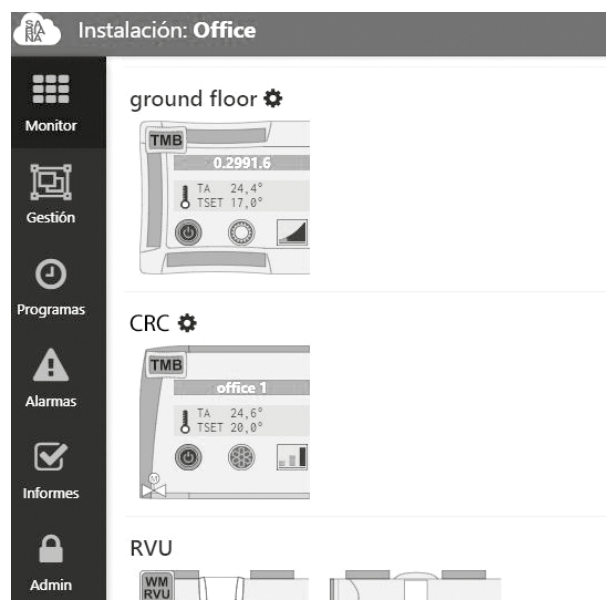 SABIANA
Instalación: Office
Monitor
Gestión
Programas
Alarmas
Informes
Admin
ground floor
TMB
0.2991.6
TA 24,4°
TSET 17,0°
CRC
TMB
office 1
TA 24,6°
TSET 20,0°
M
RVU
WM
RVU